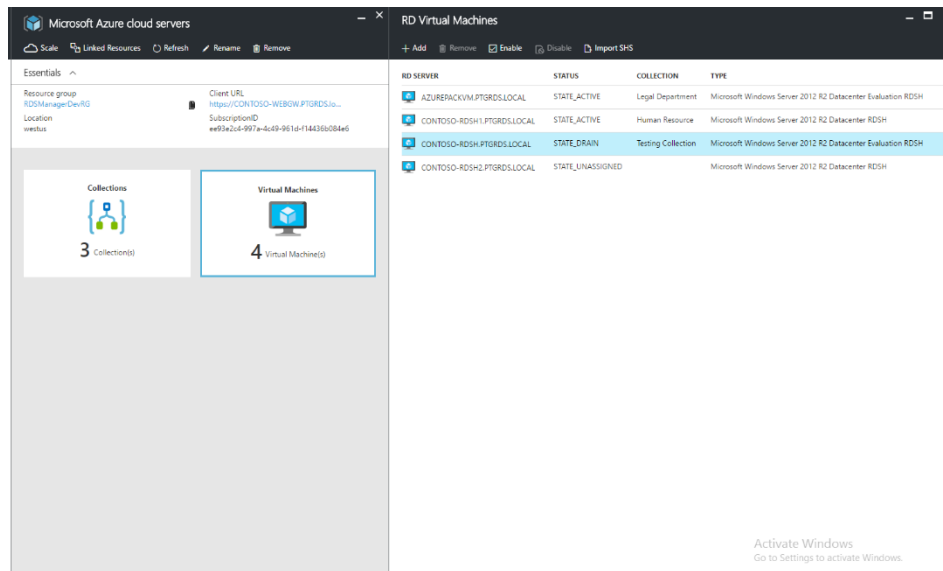 Microsoft Azure cloud servers
Scale Linked Resources Refresh Rename Remove
Essentials
Resource group
RDSManagerDevRG
Location
westus
Client URL
https://CONTOSO-WEBGW.PTGRDS.lo...
SubscriptionID
ee93e2c4-997a-4c49-961d-f14436b084e6
Collections
3 Collection(s)
Virtual Machines
4 Virtual Machine(s)
RD Virtual Machines
Add Remove Enable Disable Import SHS
RD SERVER STATUS COLLECTION TYPE
AZUREPACKVM.PTGRDS.LOCAL STATE_ACTIVE Legal Department Microsoft Windows Server 2012 R2 Datacenter Evaluation RDSH
CONTOSO-RDSH1.PTGRDS.LOCAL STATE_ACTIVE Human Resource Microsoft Windows Server 2012 R2 Datacenter RDSH
CONTOSO-RDSH.PTGRDS.LOCAL STATE_DRAIN Testing Collection Microsoft Windows Server 2012 R2 Datacenter Evaluation RDSH
CONTOSO-RDSH2.PTGRDS.LOCAL STATE_UNASSIGNED Microsoft Windows Server 2012 R2 Datacenter RDSH
Activate Windows
Go to Settings to activate Windows.